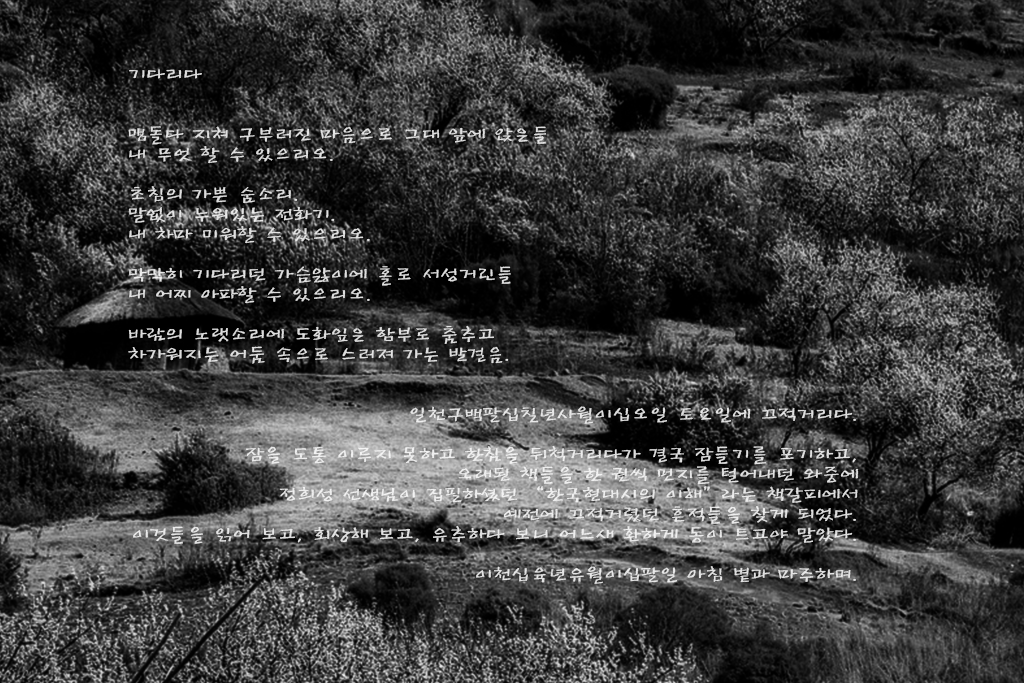 기다리다
맴돌다 지쳐 구부러진 마음으로 그대 앞에 앉은들
내 무엇 할 수 있으리오.
초침의 가쁜 숨소리
말없이 누워있는 전화기.
내 차마 미워할 수 있으리오.
막막히 기다리던 가슴앓이에 홀로 서성거린들
내 어찌 아파할 수 있으리오.
바람의 노랫소리에 도화잎은 함부로 춤추고
차가워지는 어둠 속으로 스러져 가는 발걸음.
일천구백팔십칠년사월이십오일 토요일에 끄적거리다.
잠을 도통 이루지 못하고 한참을 뒤척거리다가 결국 잠들기를 포기하고,
오래된 책들을 한 권씩 먼지를 털어내던 와중에
정희성 선생님이 집필하셨던 "한국현대시의 이해" 라는 책갈피에서
예전에 끄적거렸던 흔적들을 찾게 되었다.
이것들을 읽어 보고, 회상해 보고, 유추하다 보니 어느새 환하게 동이 트고야 말았다.
이천십육년유월이십팔일 아침 볕과 마주하며.